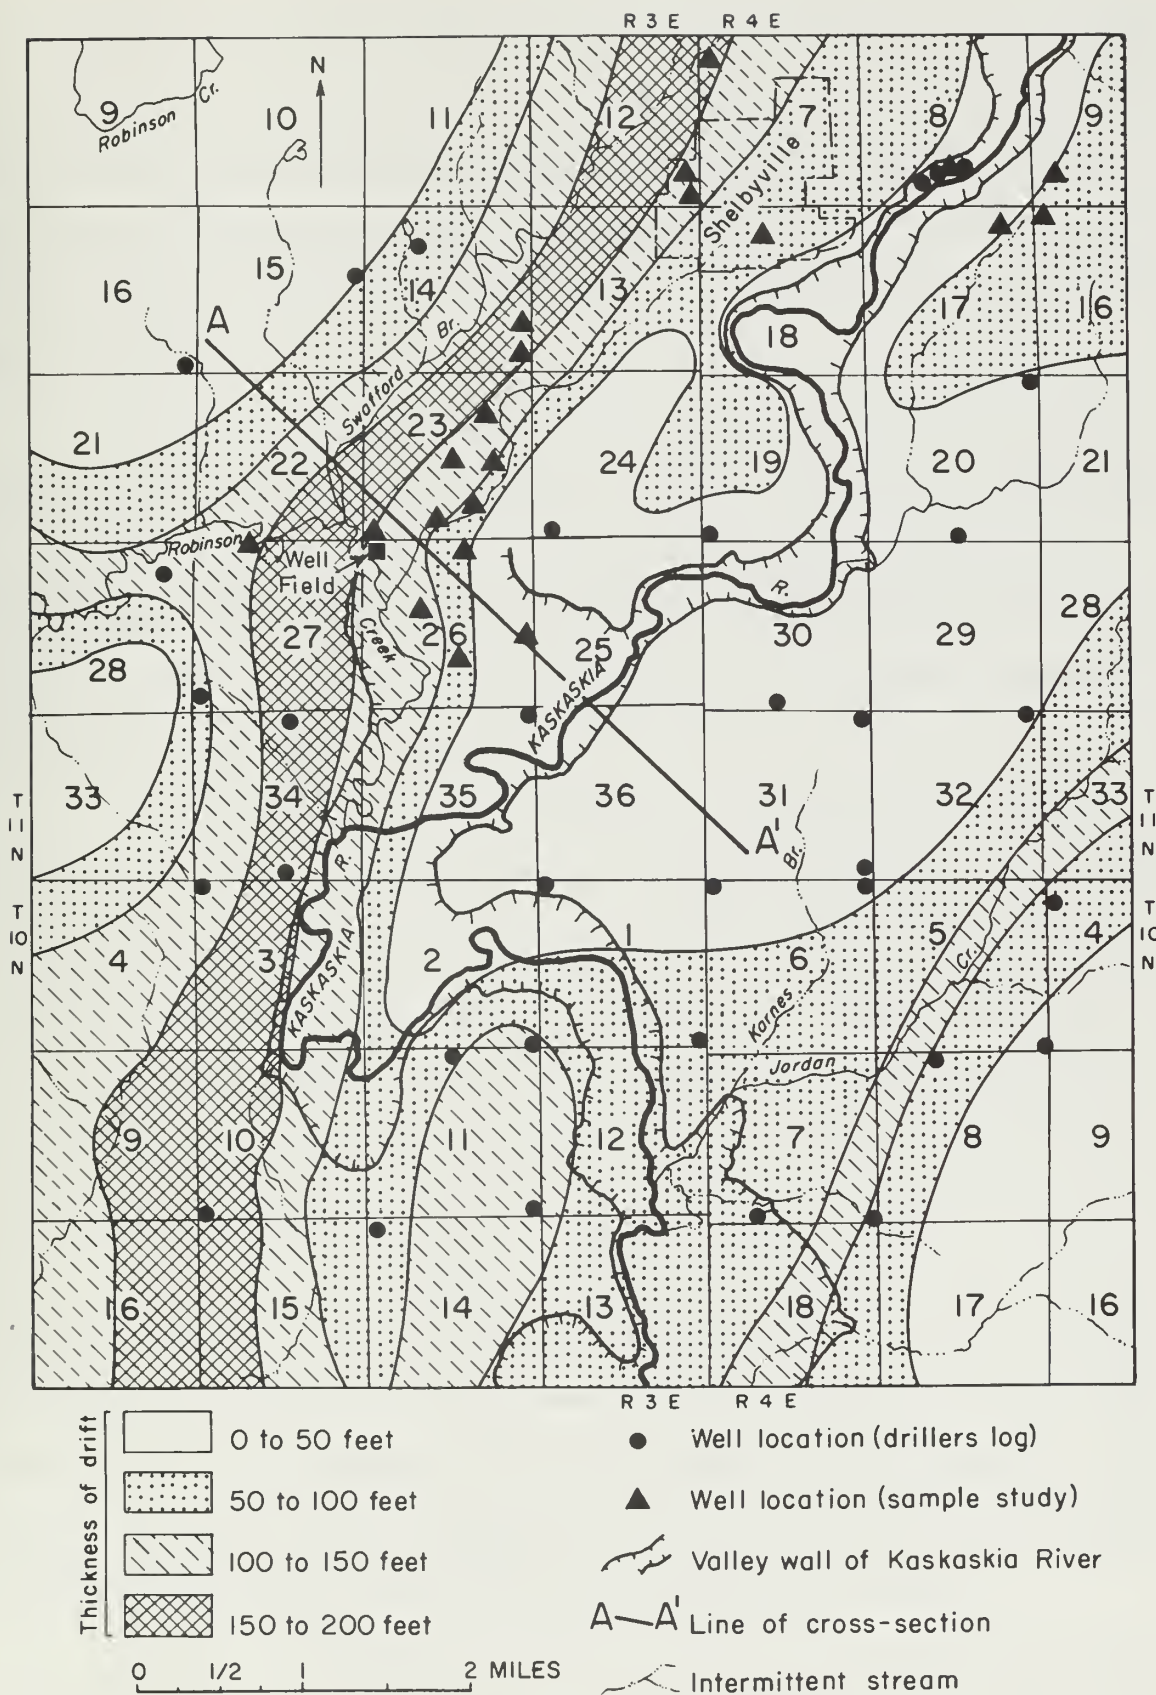 R 3 E R 4 E
N
9 10 11 12 7 8 9
Robinson Cr.
Shelbyville
16 15 14 13 18 17 16
A
Swafford Br.
21 22 23 24 19 20 21
Robinson
Well
Field
Creek
R.
28 27 26 25 30 29 28
KASKASKIA
33 34 35 36 31 32 33
T
11
N
T
11
N
A'
Br.
R.
T
10
N
T
10
N
4 3 2 1 6 5 4
KASKASKIA
Cr.
Karnes
Jordan
9 10 11 12 7 8 9
16 15 14 13 18 17 16
R 3 E R 4 E
Thickness of drift
0 to 50 feet
50 to 100 feet
100 to 150 feet
150 to 200 feet
0 1/2 1 2 MILES
Well location (drillers log)
Well location (sample study)
Valley wall of Kaskaskia River
A—A' Line of cross-section
Intermittent stream